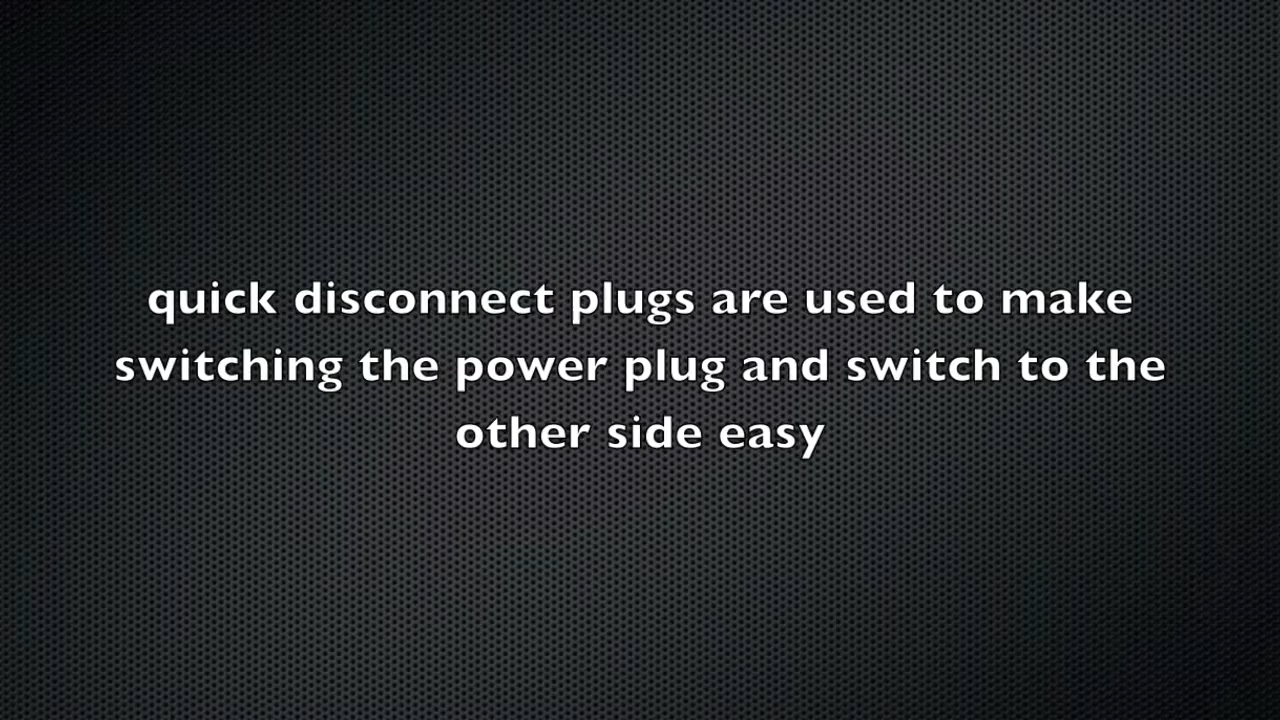 quick disconnect plugs are used to make
switching the power plug and switch to the
other side easy